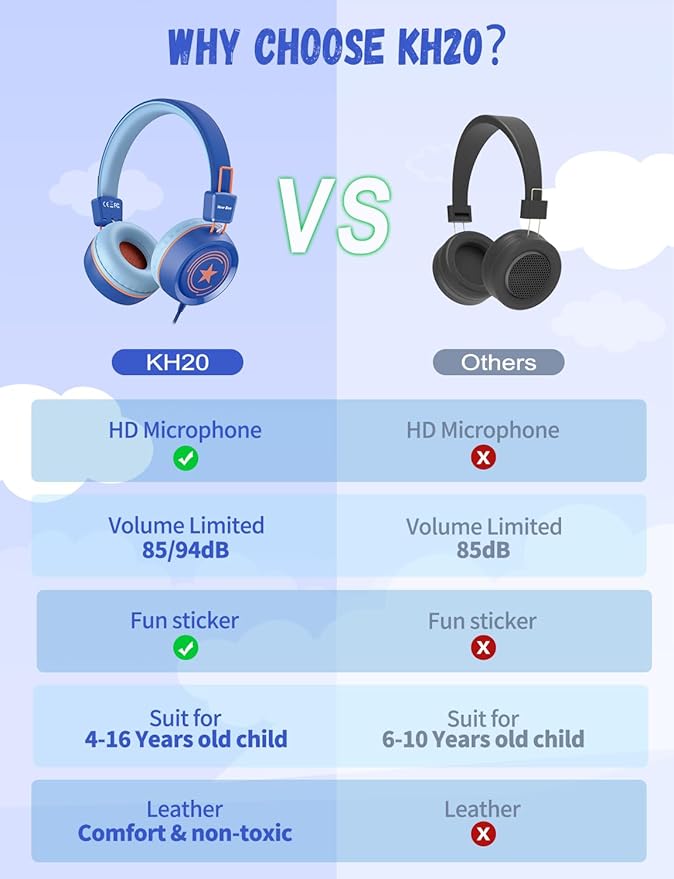 WHY CHOOSE KH20?
VS
New Bee
KH20
Others
HD Microphone
HD Microphone
Volume Limited
85/94dB
Volume Limited
85dB
Fun sticker
Fun sticker
Suit for
4-16 Years old child
Suit for
6-10 Years old child
Leather
Comfort & non-toxic
Leather